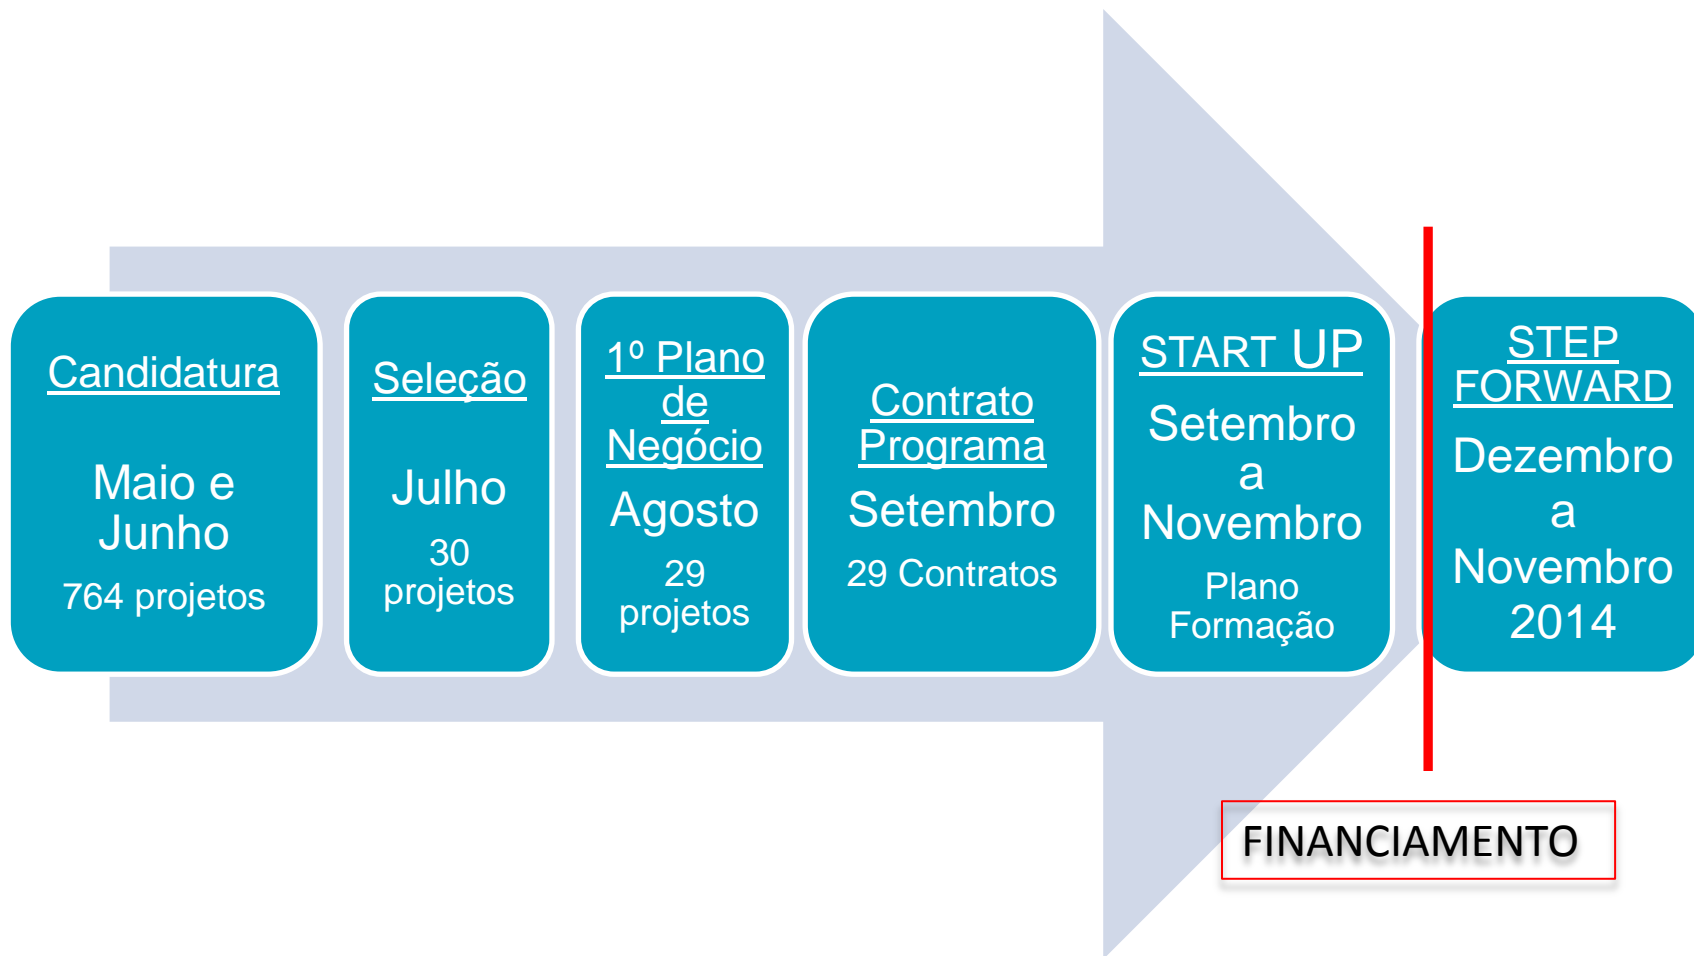 Candidatura
Maio e
Junho
764 projetos
Seleção
Julho
30
projetos
1º Plano
de
Negócio
Agosto
29
projetos
Contrato
Programa
Setembro
29 Contratos
START UP
Setembro
a
Novembro
Plano
Formação
STEP
FORWARD
Dezembro
a
Novembro
2014
FINANCIAMENTO